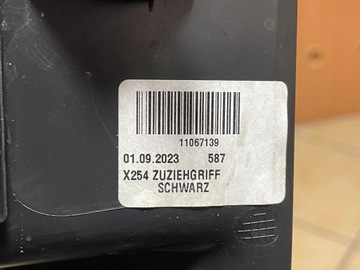 11067139
01.09.2023 587
X254 ZUZIEHGRIFF
SCHWARZ